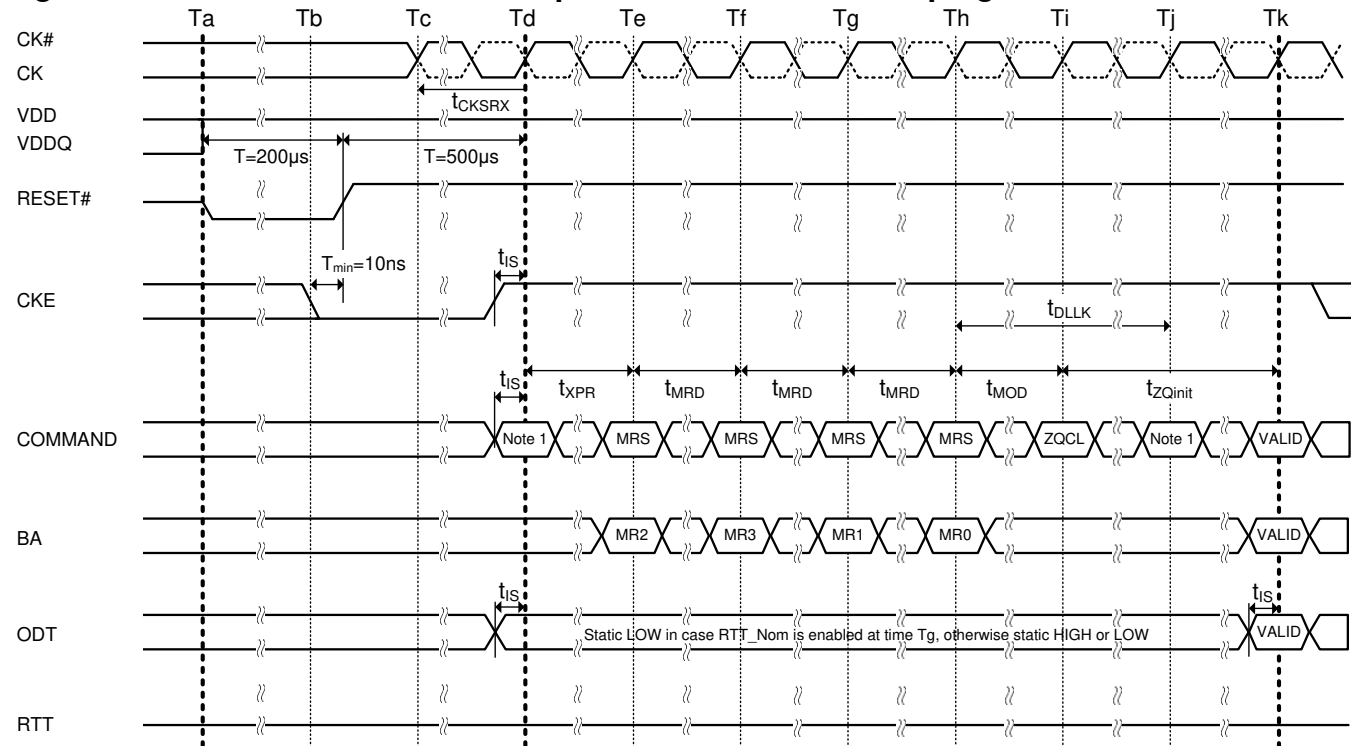 Ta Tb Tc Td Te Tf Tg Th Ti Tj Tk
CK#
CK
tCKSRX
VDD
VDDQ
T=200µs T=500µs
RESET#
Tmin=10ns tIS
CKE
tDLLK
tIS tXPR tMRD tMRD tMRD tMOD tZQinit
COMMAND Note 1 MRS MRS MRS MRS ZQCL Note 1 VALID
BA MR2 MR3 MR1 MR0 VALID
tIS tIS
ODT Static LOW in case RTT_Nom is enabled at time Tg, otherwise static HIGH or LOW VALID
RTT